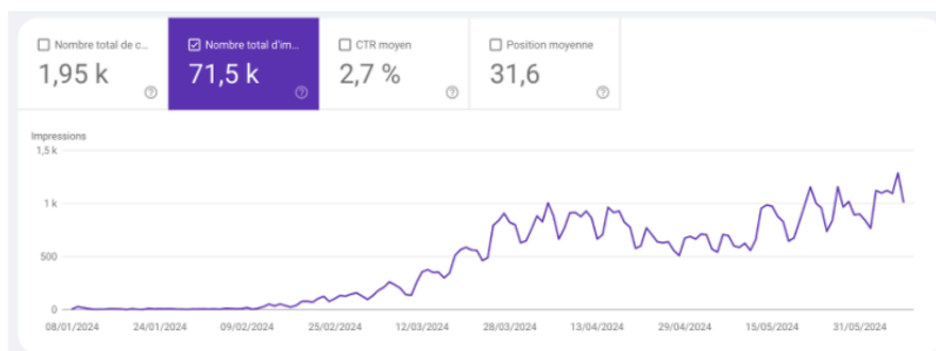 Nombre total de c...
Nombre total d'im...
CTR moyen
Position moyenne
1,95 k
71,5 k
2,7 %
31,6
Impressions
1,5 k
1 k
500
0
08/01/2024
24/01/2024
09/02/2024
25/02/2024
12/03/2024
28/03/2024
13/04/2024
29/04/2024
15/05/2024
31/05/2024